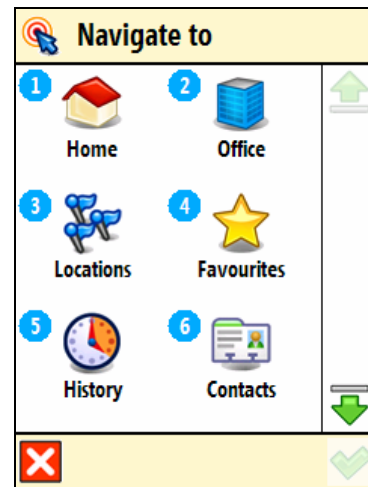 Navigate to
1 2
Home Office
3 4
Locations Favourites
5 6
History Contacts